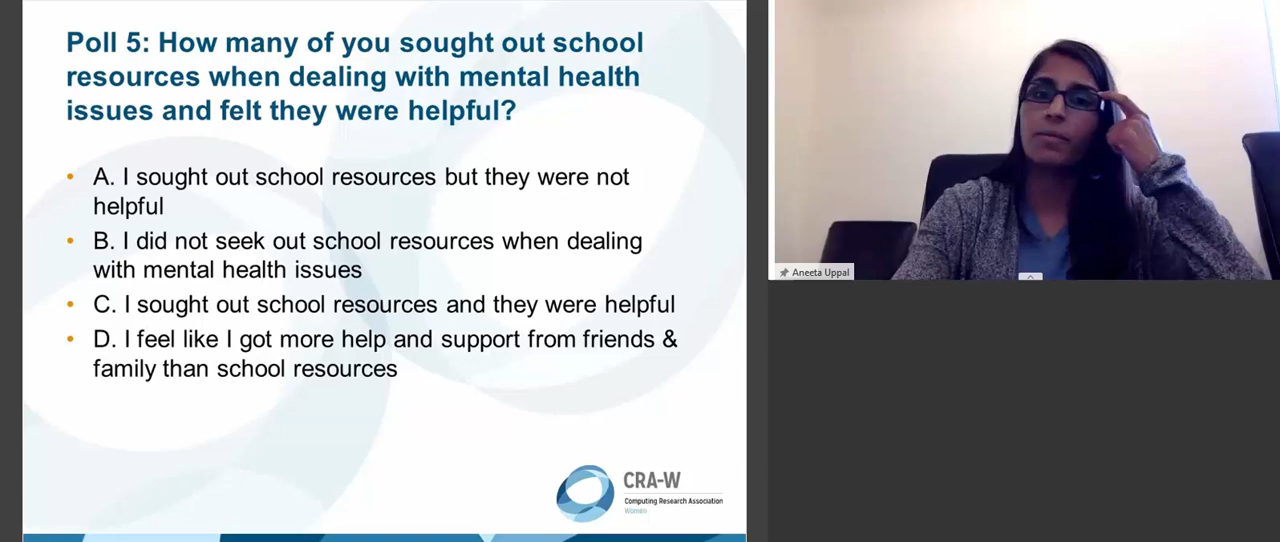 Poll 5: How many of you sought out school
resources when dealing with mental health
issues and felt they were helpful?
• A. I sought out school resources but they were not
helpful
• B. I did not seek out school resources when dealing
with mental health issues
• C. I sought out school resources and they were helpful
• D. I feel like I got more help and support from friends &
family than school resources
CRA-W
Computing Research Association
Women
Aneeta Uppal